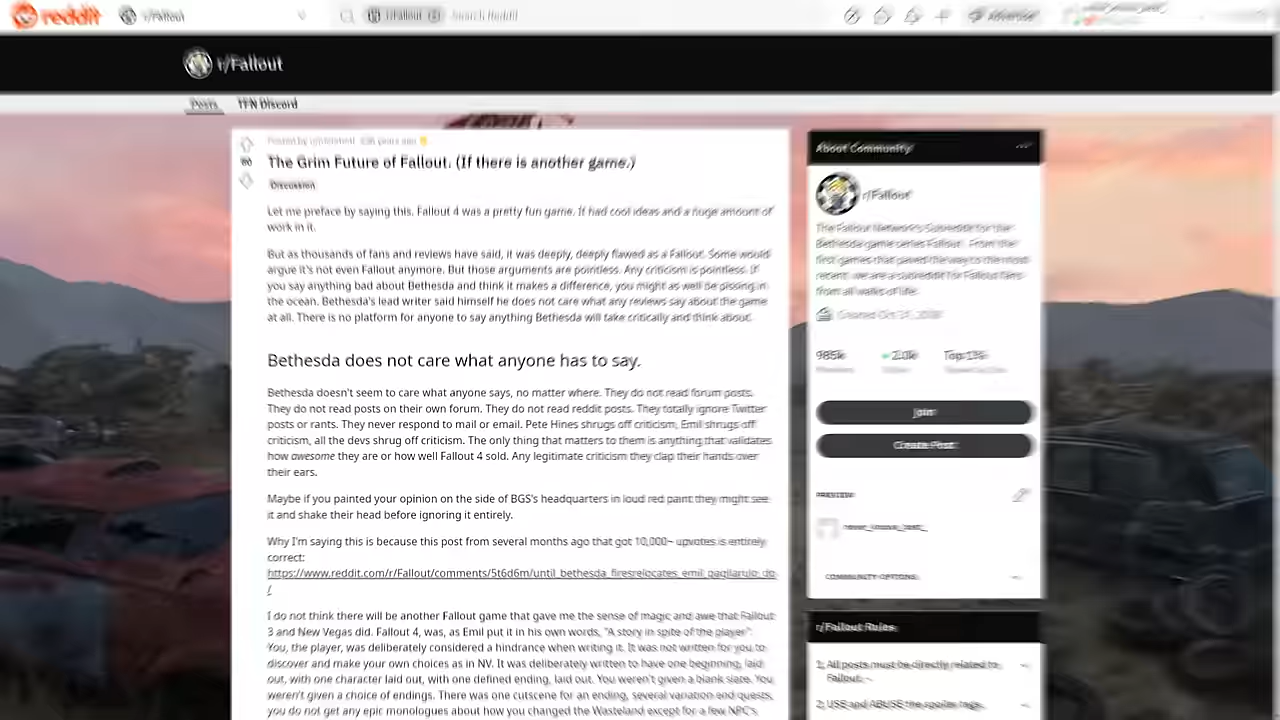 reddit
r/Fallout
r/Fallout
Search Reddit
Advertise
r/Fallout
Posts
TFN Discord
Posted by
years ago
The Grim Future of Fallout. (If there is another game.)
Discussion
Let me preface by saying this. Fallout 4 was a pretty fun game. If had cool ideas and a huge amount of
work in it.
But as thousands of fans and reviews have said, it was deeply, deeply flawed as a Fallout. Some would
argue it's not even Fallout anymore. But those arguments are pointless. Any criticism is pointless. If
you say anything bad about Bethesda and think it makes a difference, you might as well be pissing in
the ocean. Bethesda's lead writer said himself he does not care what any reviews say about the game
at all. There is no platform for anyone to say anything Bethesda will take critically and think about.
Bethesda does not care what anyone has to say.
Bethesda doesn't seem to care what anyone says, no matter where. They do not read forum posts.
They do not read posts on their own forum. They do not read reddit posts. They totally ignore Twitter
posts or rants. They never respond to mail or email. Pete Hines shrugs off criticism, Emil shrugs off
criticism, all the devs shrug off criticism. The only thing that matters to them is anything that validates
how awesome they are or how well Fallout 4 sold. Any legitimate criticism they clap their hands over
their ears.
Maybe if you painted your opinion on the side of BGS's headquarters in loud red paint they might see
it and shake their head before ignoring it entirely.
Why I'm saying this is because this post from several months ago that got 10,000~ upvotes is entirely
correct:
https://www.reddit.com/r/Fallout/comments/5t6d6m/until_bethesda_firesrelocates_emil_pagliarulo_do
/
I do not think there will be another Fallout game that gave me the sense of magic and awe that Fallout
3 and New Vegas did. Fallout 4, was, as Emil put it in his own words, "A story in spite of the player".
You, the player, was deliberately considered a hindrance when writing it. It was not written for you to
discover and make your own choices as in NV. It was deliberately written to have one beginning, laid
out, with one character laid out, with one defined ending, laid out. You weren't given a blank slate. You
weren't given a choice of endings. There was one cutscene for an ending, several variation end quests,
you do not get any epic monologues about how you changed the Wasteland except for a few NPC's
About Community
r/Fallout
The Fallout Network's Subreddit for the
Bethesda game series Fallout. From the
first games that paved the way to the most
recent, we are a subreddit for Fallout fans
from all walks of life.
Created Oct
985k
2.0k
Top 1%
Join
Create Post
PREVIEW
COMMUNITY OPTIONS
r/Fallout Rules
1. All posts must be directly related to
Fallout. -
2. USE and ABUSE the spoiler tags.